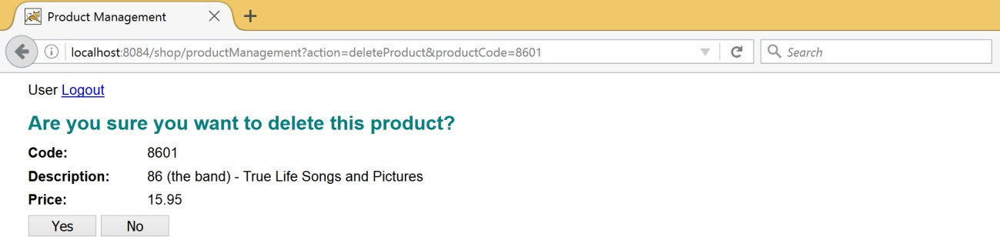 Product Management
localhost:8084/shop/productManagement?action=deleteProduct&productCode=8601
Search
User Logout
Are you sure you want to delete this product?
Code: 8601
Description: 86 (the band) - True Life Songs and Pictures
Price: 15.95
Yes No